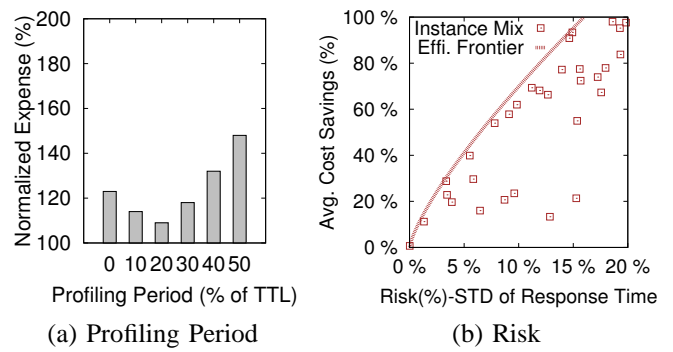 Normalized Expense (%)
200
180
160
140
120
100
0 10 20 30 40 50
Profiling Period (% of TTL)
(a) Profiling Period
Avg. Cost Savings (%)
100 %
80 %
60 %
40 %
20 %
0 %
Instance Mix
Effi. Frontier
0 % 5 % 10 % 15 % 20 %
Risk(%)-STD of Response Time
(b) Risk